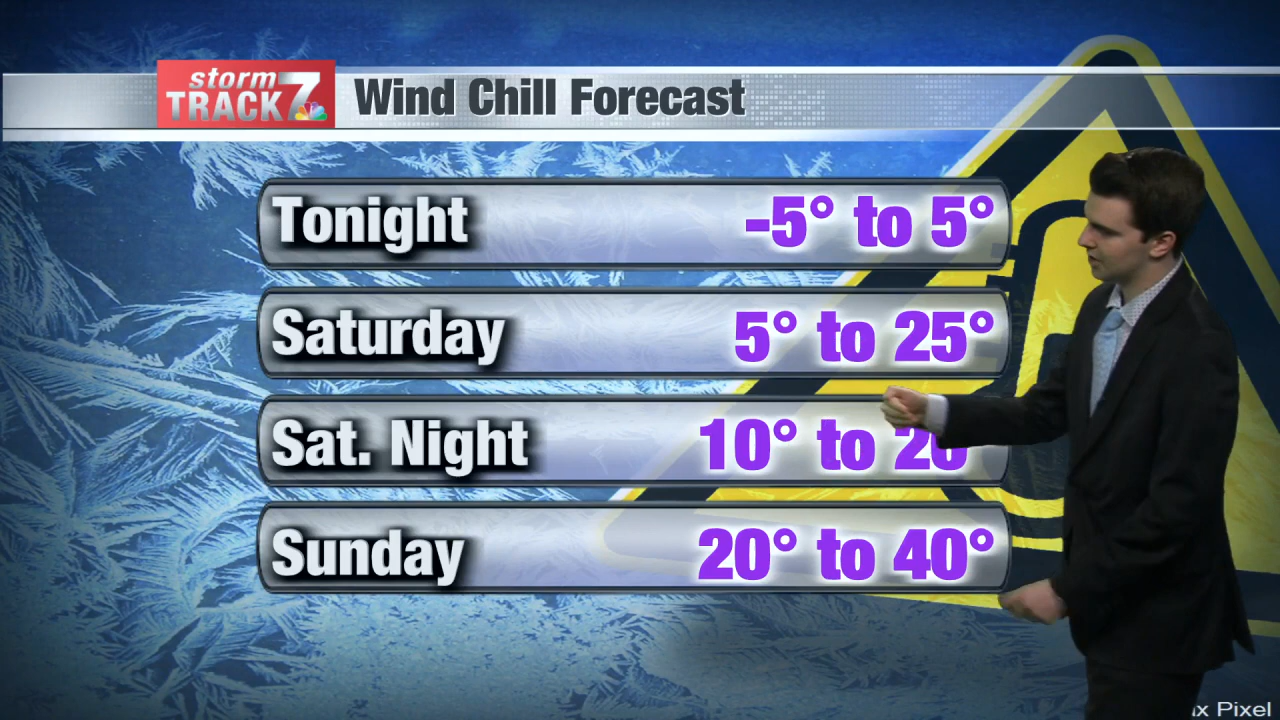 storm
TRACK 7
Wind Chill Forecast
Tonight -5° to 5°
Saturday 5° to 25°
Sat. Night 10° to
Sunday 20° to 40°
Pixel